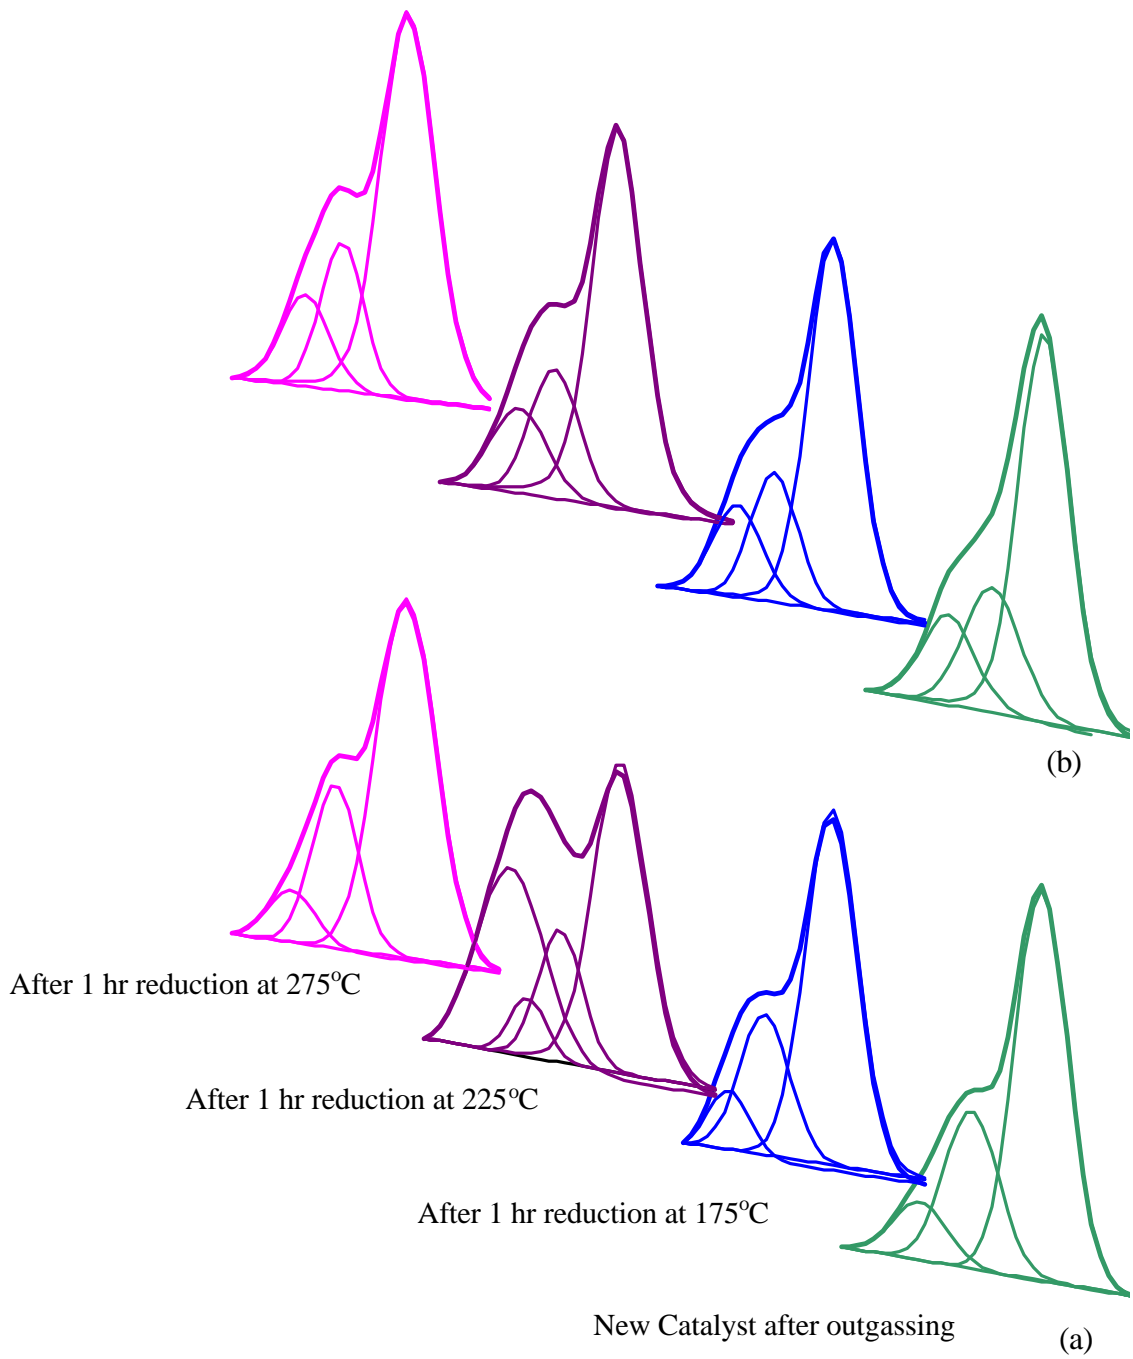 (b)
After 1 hr reduction at 275°C
After 1 hr reduction at 225°C
After 1 hr reduction at 175°C
New Catalyst after outgassing
(a)